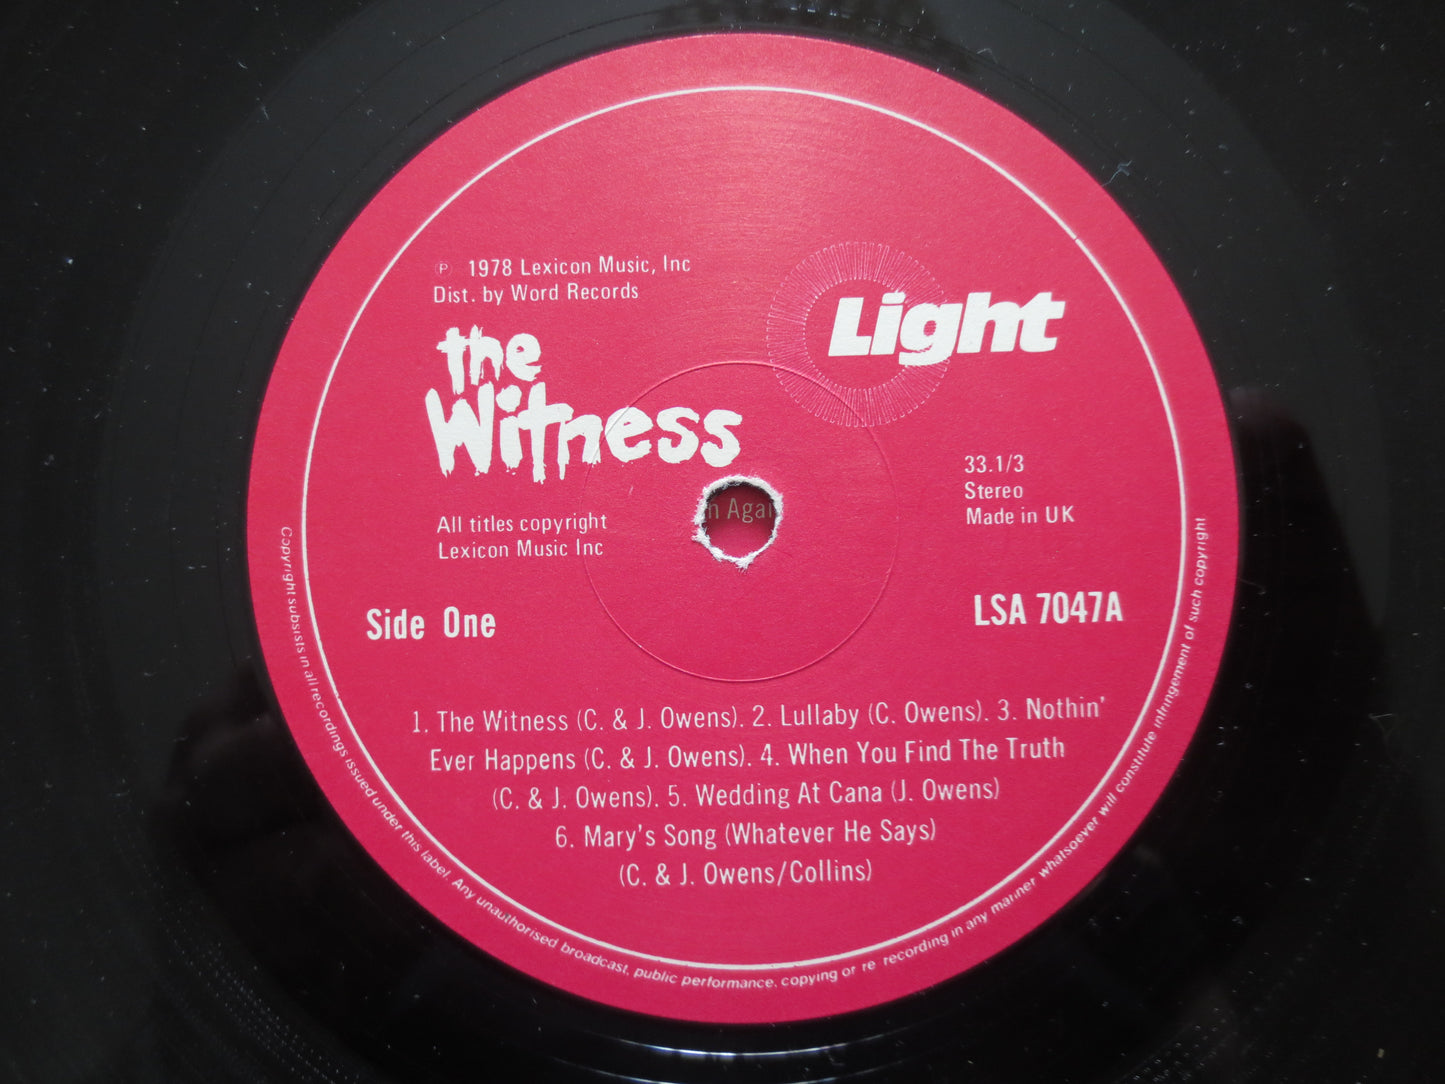 ℗ 1978 Lexicon Music, Inc
Dist. by Word Records
Light
the
Witness
33.1/3
Stereo
Made in UK
n Agai
All titles copyright
Lexicon Music Inc
Side One
LSA 7047A
1. The Witness (C. & J. Owens). 2. Lullaby (C. Owens). 3. Nothin'
Ever Happens (C. & J. Owens). 4. When You Find The Truth
(C. & J. Owens). 5. Wedding At Cana (J. Owens)
6. Mary's Song (Whatever He Says)
(C. & J. Owens/Collins)
Copyright subsists in all recordings issued under this label. Any unauthorised broadcast, public performance, copying or re recording in any manner whatsoever will constitute infringement of such copyright